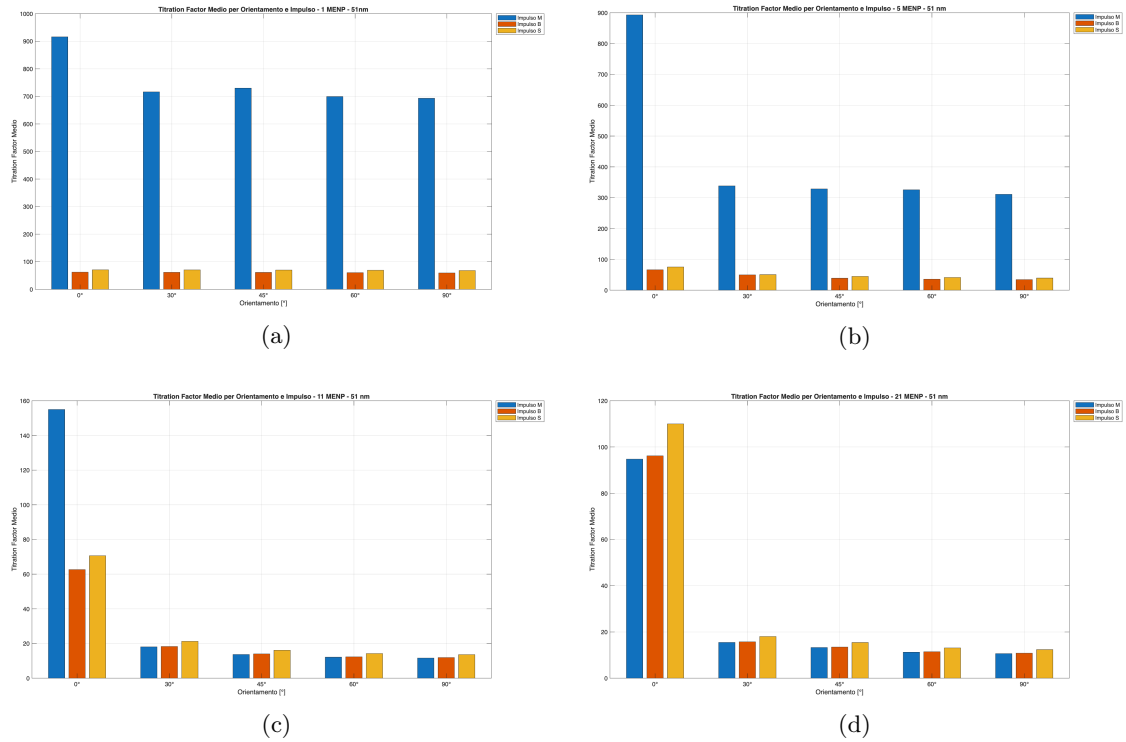 Titration Factor Medio per Orientamento e Impulso - 1 MENP - 51nm
Impulso M
Impulso B
Impulso S
Titration Factor Medio
1000
900
800
700
600
500
400
300
200
100
0
0° 30° 45° 60° 90°
Orientamento [°]
(a)
Titration Factor Medio per Orientamento e Impulso - 5 MENP - 51 nm
Impulso M
Impulso B
Impulso S
Titration Factor Medio
900
800
700
600
500
400
300
200
100
0
0° 30° 45° 60° 90°
Orientamento [°]
(b)
Titration Factor Medio per Orientamento e Impulso - 11 MENP - 51 nm
Impulso M
Impulso B
Impulso S
Titration Factor Medio
160
140
120
100
80
60
40
20
0
0° 30° 45° 60° 90°
Orientamento [°]
(c)
Titration Factor Medio per Orientamento e Impulso - 21 MENP - 51 nm
Impulso M
Impulso B
Impulso S
Titration Factor Medio
120
100
80
60
40
20
0
0° 30° 45° 60° 90°
Orientamento [°]
(d)